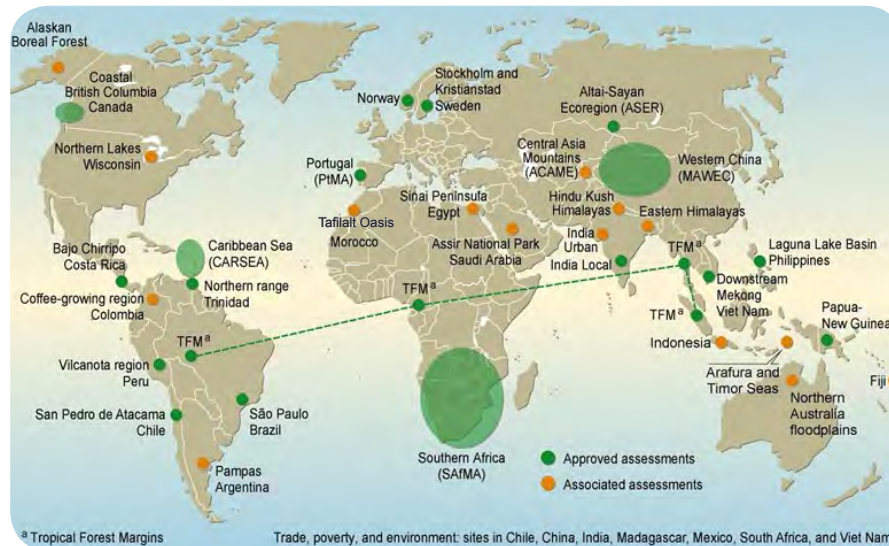 Alaskan
Boreal Forest
Coastal
British Columbia
Canada
Northern Lakes
Wisconsin
Norway
Stockholm and
Kristianstad
Sweden
Altai-Sayan
Ecoregion (ASER)
Portugal
(PtMA)
Central Asia
Mountains
(ACAME)
Western China
(MAWEC)
Sinai Peninsula
Egypt
Hindu Kush
Himalayas
Eastern Himalayas
Tafilalt Oasis
Morocco
Assir National Park
Saudi Arabia
India
Urban
India Local
Bajo Chirripo
Costa Rica
Caribbean Sea
(CARSEA)
Northern range
Trinidad
Coffee-growing region
Colombia
TFM a
TFM a
TFM a
TFM a
Laguna Lake Basin
Philippines
Downstream
Mekong
Viet Nam
Papua-
New Guinea
Indonesia
Vilcanota region
Peru
Arafura and
Timor Seas
Fiji
San Pedro de Atacama
Chile
São Paulo
Brazil
Northern
Australia
floodplains
Southern Africa
(SAfMA)
Pampas
Argentina
Approved assessments
Associated assessments
a Tropical Forest Margins
Trade, poverty, and environment: sites in Chile, China, India, Madagascar, Mexico, South Africa, and Viet Nam